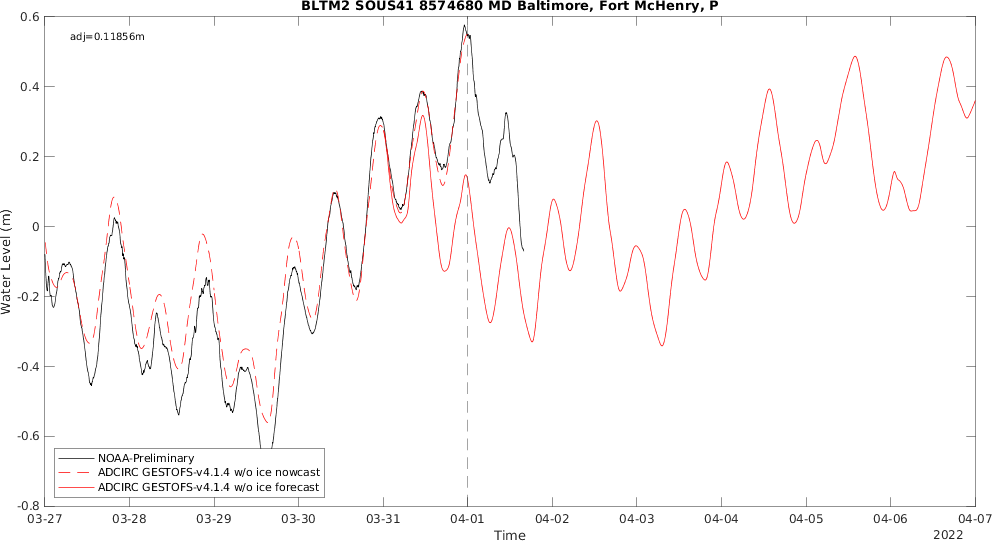 BLTM2 SOUS41 8574680 MD Baltimore, Fort McHenry, P
adj=0.11856m
0.6
0.4
0.2
0
-0.2
-0.4
-0.6
-0.8
Water Level (m)
NOAA-Preliminary
ADCIRC GESTOFS-v4.1.4 w/o ice nowcast
ADCIRC GESTOFS-v4.1.4 w/o ice forecast
03-27 03-28 03-29 03-30 03-31 04-01 04-02 04-03 04-04 04-05 04-06 04-07
Time
2022